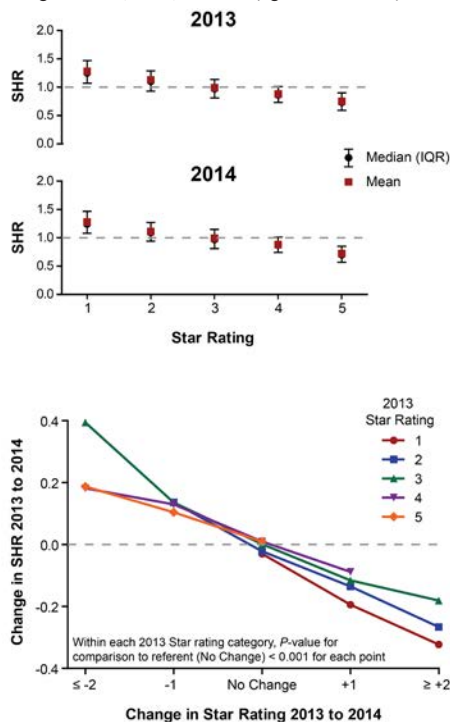 2013
SHR
2.0
1.5
1.0
0.5
0.0
Median (IQR)
Mean
2014
SHR
2.0
1.5
1.0
0.5
0.0
1 2 3 4 5
Star Rating
2013
Star Rating
1
2
3
4
5
Change in SHR 2013 to 2014
0.4
0.2
0.0
-0.2
-0.4
Within each 2013 Star rating category, P-value for
comparison to referent (No Change) < 0.001 for each point
≤ -2 -1 No Change +1 ≥ +2
Change in Star Rating 2013 to 2014